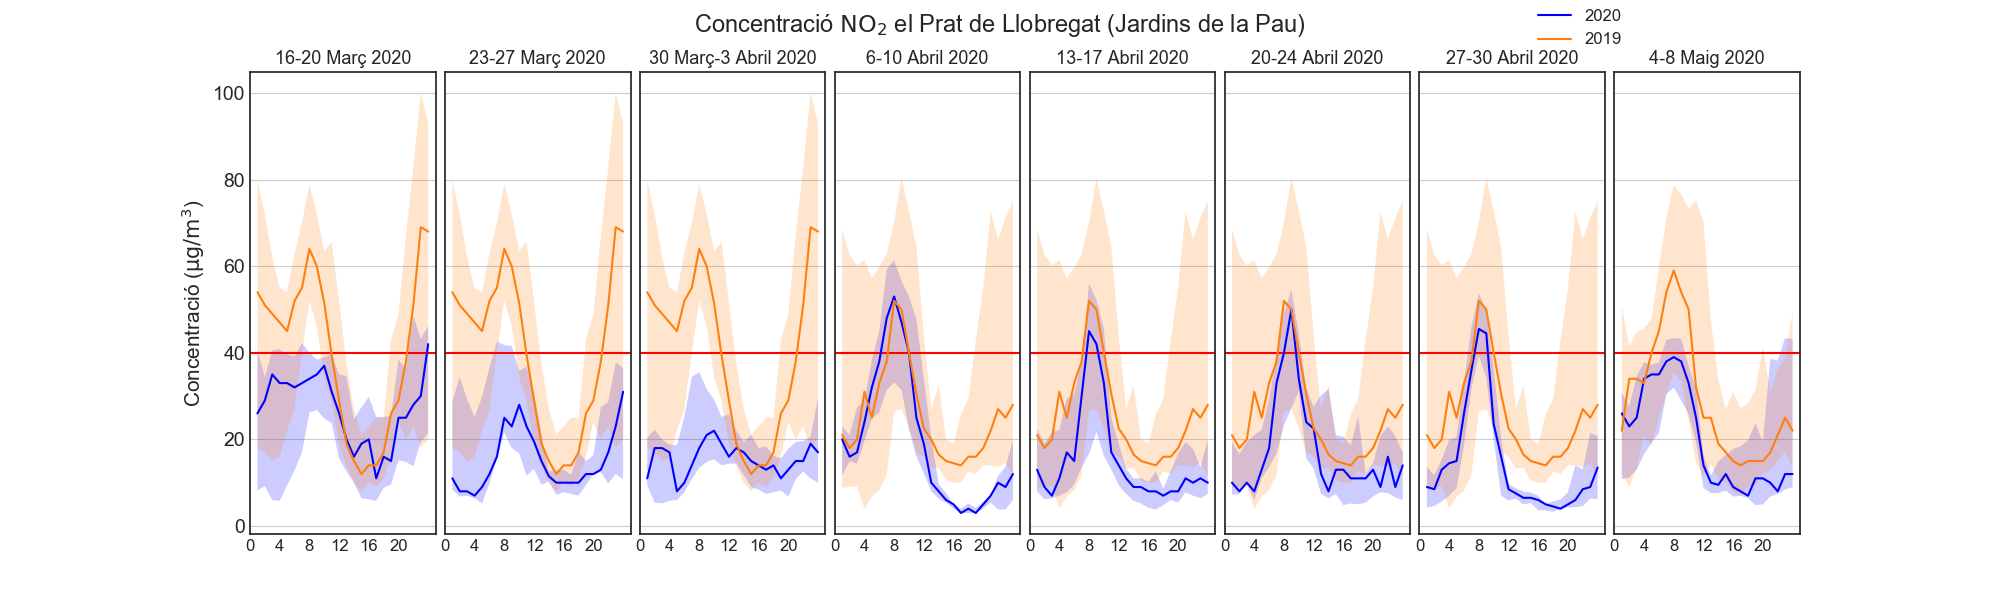 Concentració NO₂ el Prat de Llobregat (Jardins de la Pau)
2020
2019
16-20 Març 2020
23-27 Març 2020
30 Març-3 Abril 2020
6-10 Abril 2020
13-17 Abril 2020
20-24 Abril 2020
27-30 Abril 2020
4-8 Maig 2020
Concentració (µg/m³)
100
80
60
40
20
0
0 4 8 12 16 20
0 4 8 12 16 20
0 4 8 12 16 20
0 4 8 12 16 20
0 4 8 12 16 20
0 4 8 12 16 20
0 4 8 12 16 20
0 4 8 12 16 20